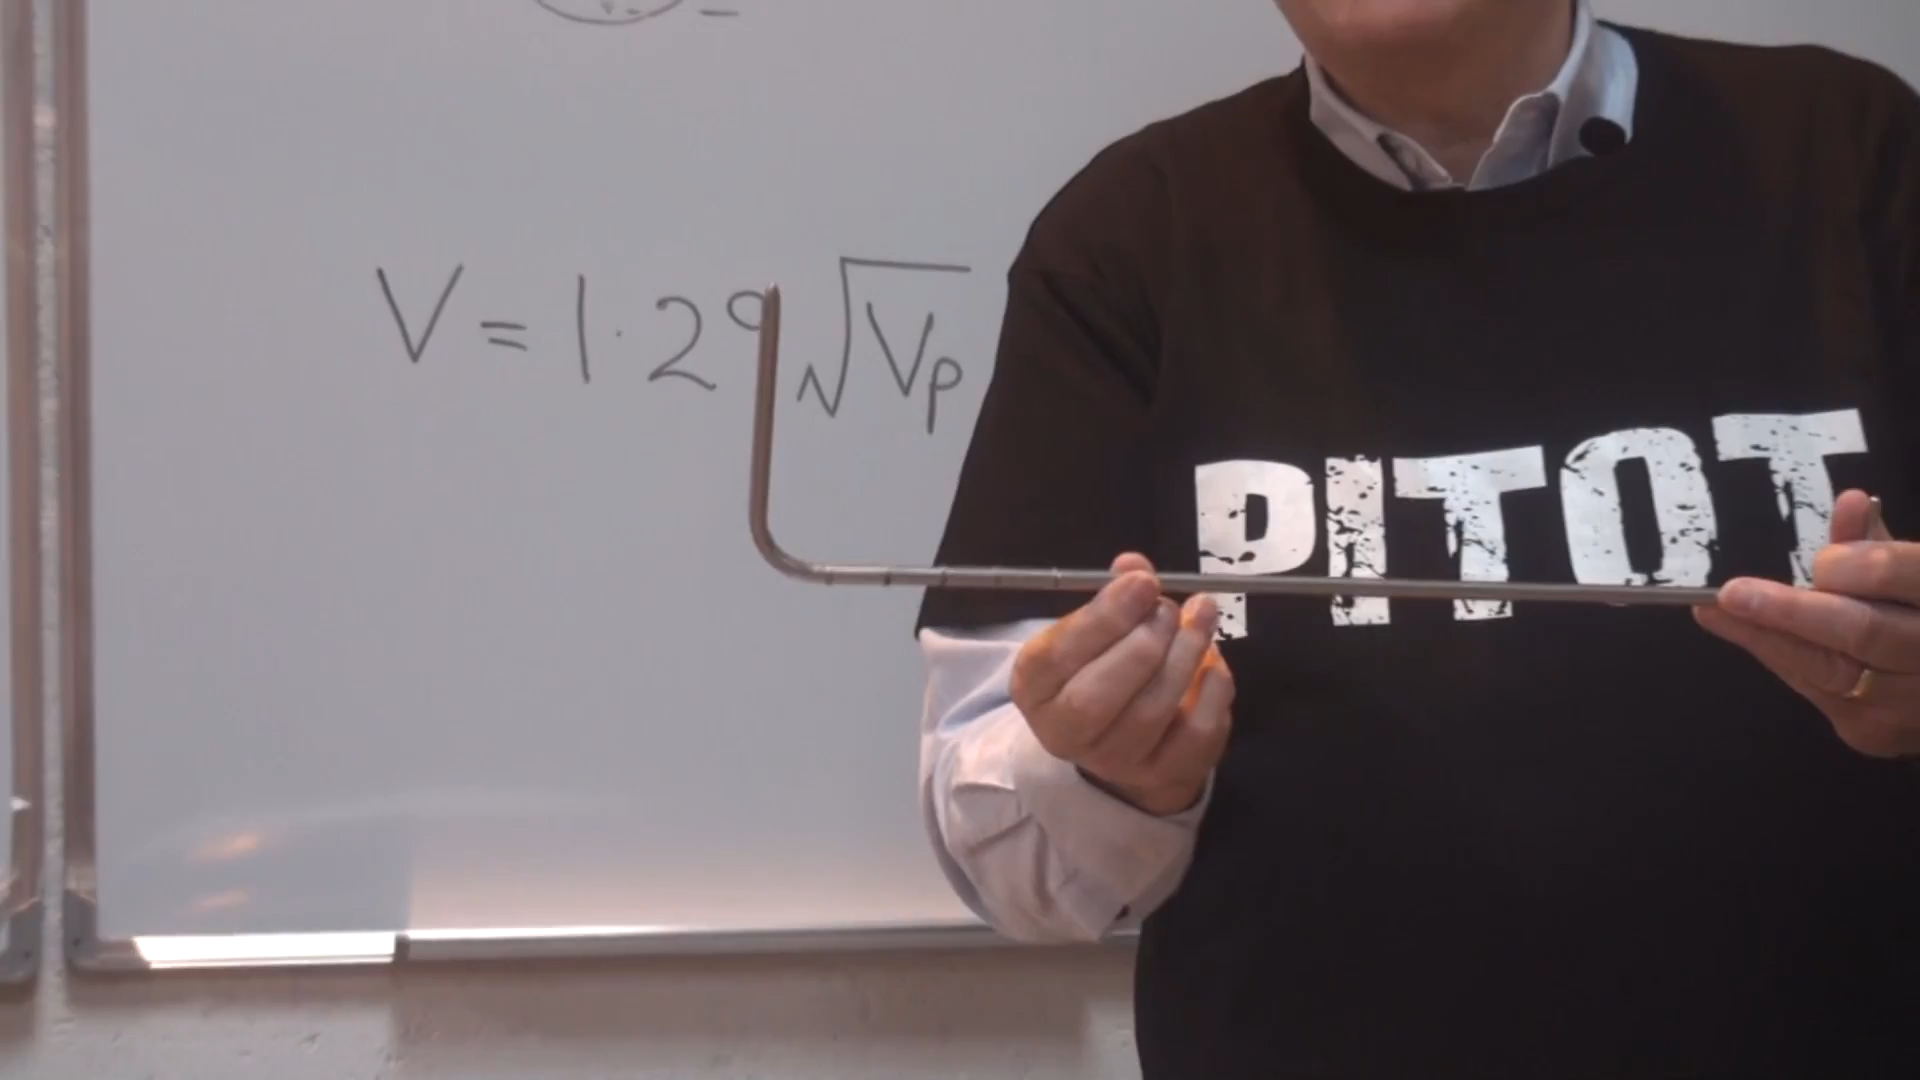 V = 1.29 √Vp
PITOT